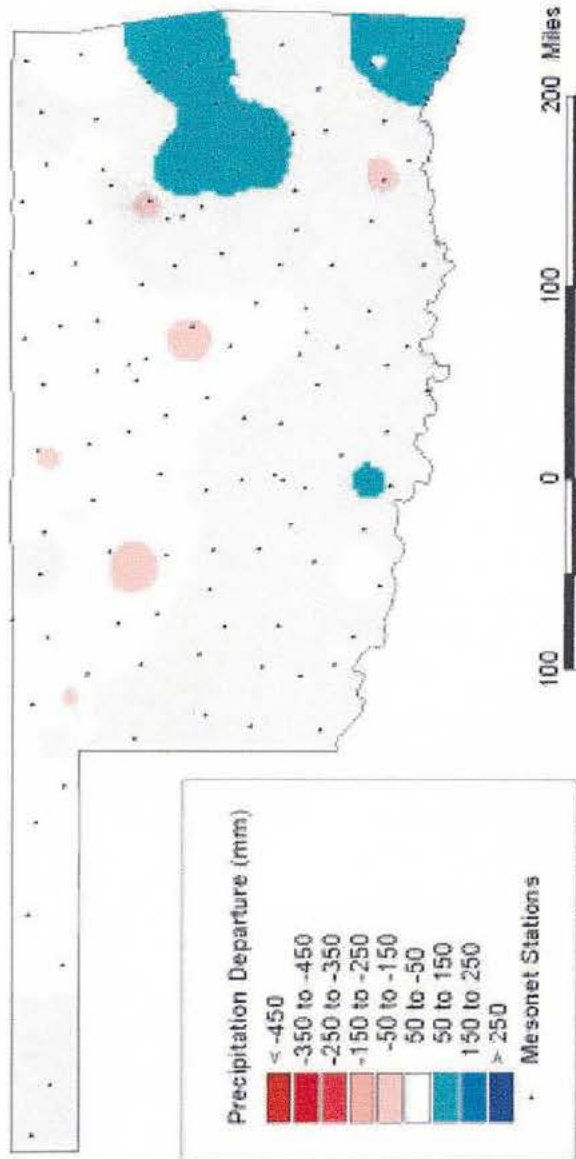 Precipitation Departure (mm)
< -450
-350 to -450
-250 to -350
-150 to -250
-50 to -150
50 to -50
50 to 150
150 to 250
> 250
Mesonet Stations
100 0 100 200 Miles